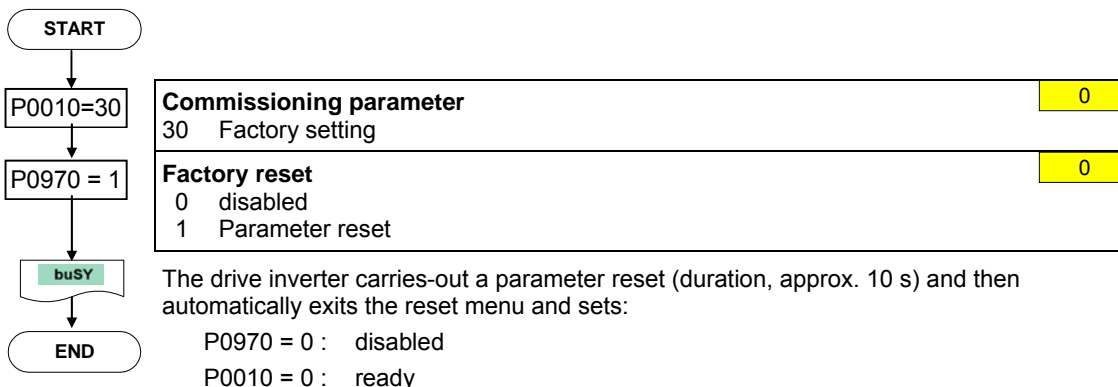 START
P0010=30
Commissioning parameter 0
30 Factory setting
P0970 = 1
Factory reset 0
0 disabled
1 Parameter reset
buSY
The drive inverter carries-out a parameter reset (duration, approx. 10 s) and then
automatically exits the reset menu and sets:
P0970 = 0 : disabled
P0010 = 0 : ready
END